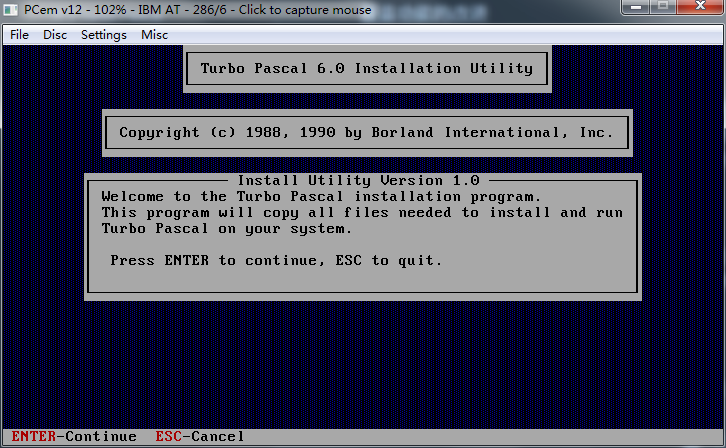 PCem v12 - 102% - IBM AT - 286/6 - Click to capture mouse
File Disc Settings Misc
Turbo Pascal 6.0 Installation Utility
Copyright (c) 1988, 1990 by Borland International, Inc.
Install Utility Version 1.0
Welcome to the Turbo Pascal installation program.
This program will copy all files needed to install and run
Turbo Pascal on your system.
Press ENTER to continue, ESC to quit.
ENTER-Continue ESC-Cancel